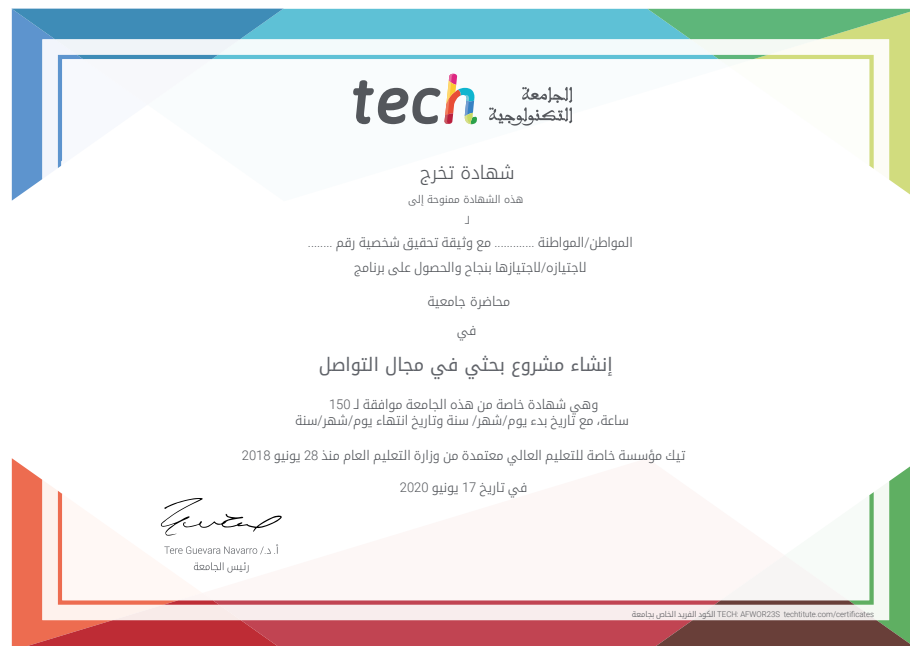 tech الجامعة
التكنولوجية
شهادة تخرج
هذه الشهادة ممنوحة إلى
لـ
المواطن/المواطنة ............ مع وثيقة تحقيق شخصية رقم ........
لاجتيازه/لاجتيازها بنجاح والحصول على برنامج
محاضرة جامعية
في
إنشاء مشروع بحثي في مجال التواصل
وهي شهادة خاصة من هذه الجامعة موافقة لـ 150
ساعة، مع تاريخ بدء يوم/شهر/ سنة وتاريخ انتهاء يوم/شهر/سنة
تيك مؤسسة خاصة للتعليم العالي معتمدة من وزارة التعليم العام منذ 28 يونيو 2018
في تاريخ 17 يونيو 2020
أ. د./ Tere Guevara Navarro
رئيس الجامعة
الكود الفريد الخاص بجامعة TECH: AFWOR23S techtitute.com/certificates